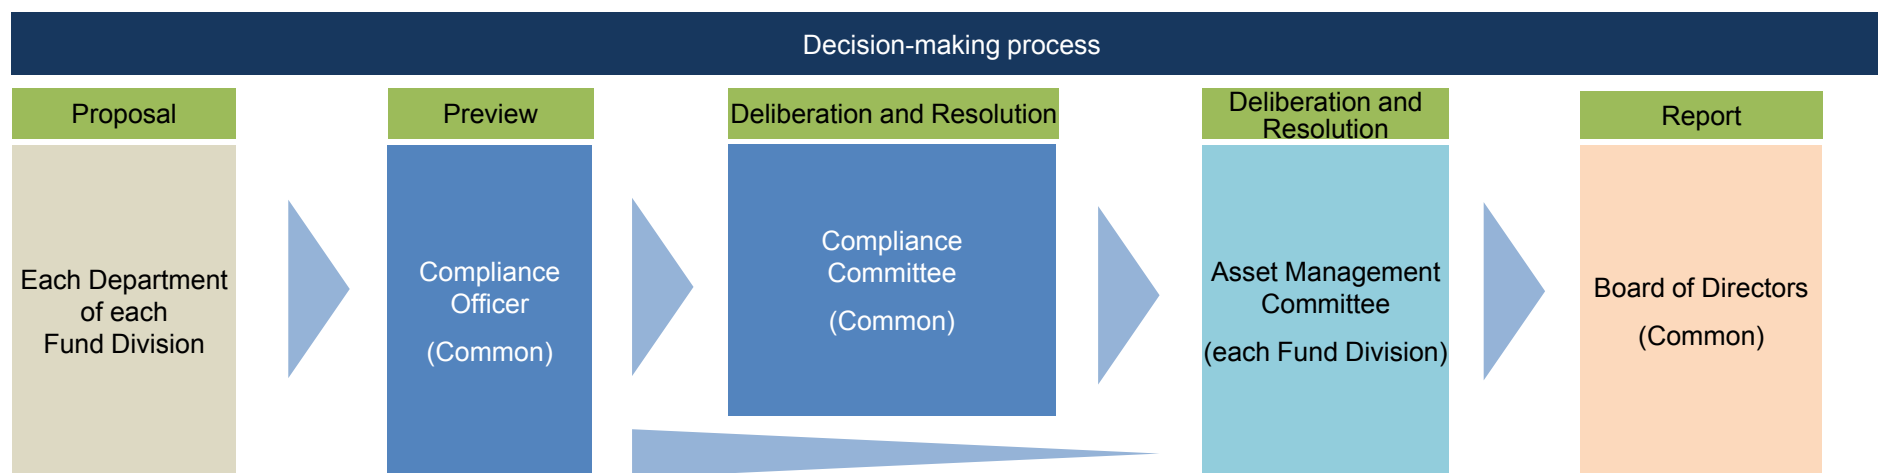 Decision-making process
Proposal
Each Department
of each
Fund Division
Preview
Compliance
Officer
(Common)
Deliberation and Resolution
Compliance
Committee
(Common)
Deliberation and
Resolution
Asset Management
Committee
(each Fund Division)
Report
Board of Directors
(Common)